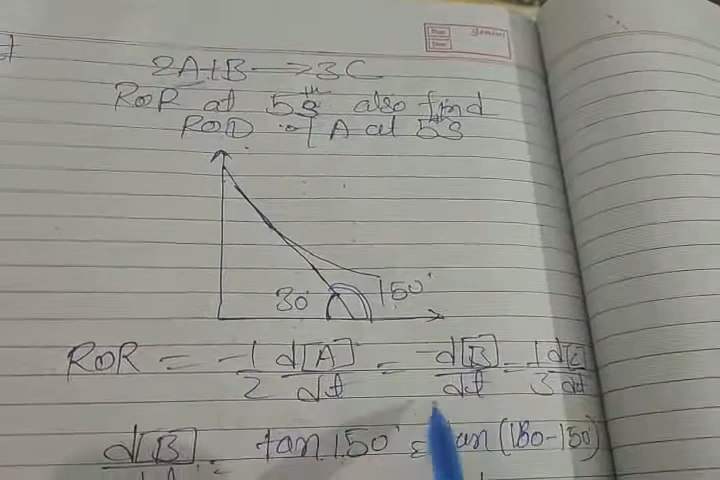 2A+B → 3C
ROR at 5th s also find
ROD of A at 5th s
30° 150°
ROR = -1/2 d[A]/dt = -d[B]/dt = 1/3 d[C]/dt
d[B] = tan 150° = tan (180-150)